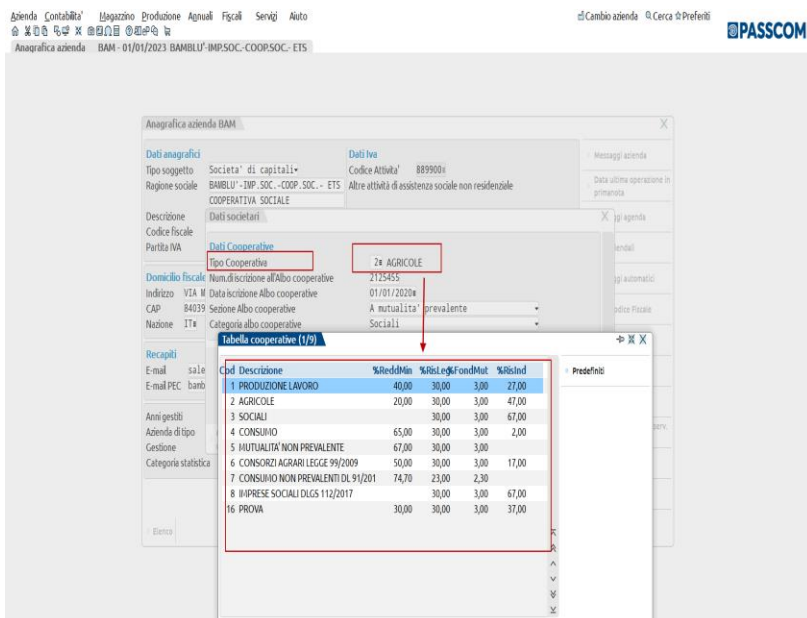 Azienda Contabilita' Magazzino Produzione Agnuali Fiscali Servizi Aiuto
Cambio azienda Cerca Preferiti
PASSCOM
Anagrafica azienda BAM - 01/01/2023 BAMBLU'-IMP.SOC.-COOP.SOC.- ETS
Anagrafica azienda BAM
Dati anagrafici Dati Iva
Messaggi azienda
Tipo soggetto Societa' di capitali Codice Attivita' 889900
Ragione sociale BAMBLU'-IMP.SOC.-COOP.SOC.- ETS Altre attività di assistenza sociale non residenziale
Data ultima operazione in
primanota
COOPERATIVA SOCIALE
Descrizione Dati societari
Codice fiscale
Partita IVA Dati Cooperative
Tipo Cooperativa 2 AGRICOLE
Domicilio fiscale Num.di iscrizione all'Albo cooperative 2125455
Indirizzo VIA M Data iscrizione Albo cooperative 01/01/2020
CAP 84039 Sezione Albo cooperative A mutualita' prevalente
Nazione IT Categoria albo cooperative Sociali
Tabella cooperative (1/9)
Recapiti
E-mail sale
E-mail PEC bamb
Cod Descrizione %ReddMin %RisLeg %FondMut %RisInd
Predefiniti
1 PRODUZIONE LAVORO 40,00 30,00 3,00 27,00
2 AGRICOLE 20,00 30,00 3,00 47,00
3 SOCIALI 30,00 3,00 67,00
4 CONSUMO 65,00 30,00 3,00 2,00
5 MUTUALITA' NON PREVALENTE 67,00 30,00 3,00
6 CONSORZI AGRARI LEGGE 99/2009 50,00 30,00 3,00 17,00
7 CONSUMO NON PREVALENTI DL 91/201 74,70 23,00 2,30
8 IMPRESE SOCIALI DLGS 112/2017 30,00 3,00 67,00
16 PROVA 30,00 30,00 3,00 37,00
Anni gestiti
Azienda di tipo
Gestione
Categoria statistica
Elenco